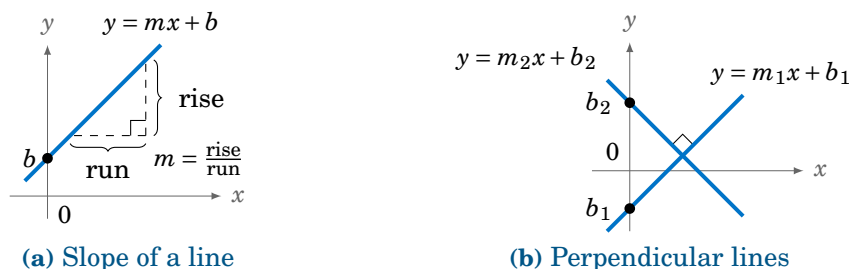 y
y = mx + b
rise
b
run
m = rise/run
x
0
(a) Slope of a line
y
y = m₂x + b₂
y = m₁x + b₁
b₂
0
x
b₁
(b) Perpendicular lines